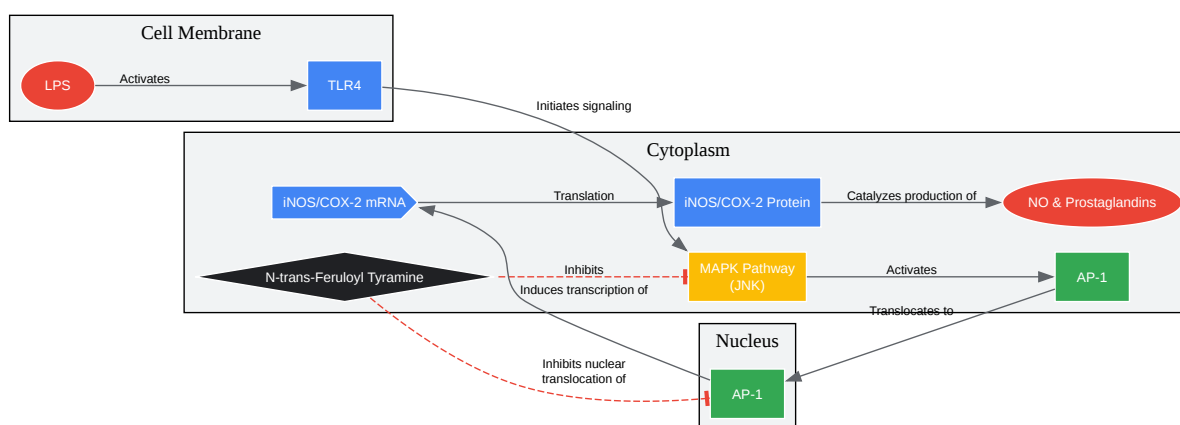 Cell Membrane
LPS
Activates
TLR4
Initiates signaling
Cytoplasm
iNOS/COX-2 mRNA
Translation
iNOS/COX-2 Protein
Catalyzes production of
NO & Prostaglandins
N-trans-Feruloyl Tyramine
Inhibits
MAPK Pathway
(JNK)
Activates
AP-1
Induces transcription of
Translocates to
Nucleus
Inhibits nuclear
translocation of
AP-1